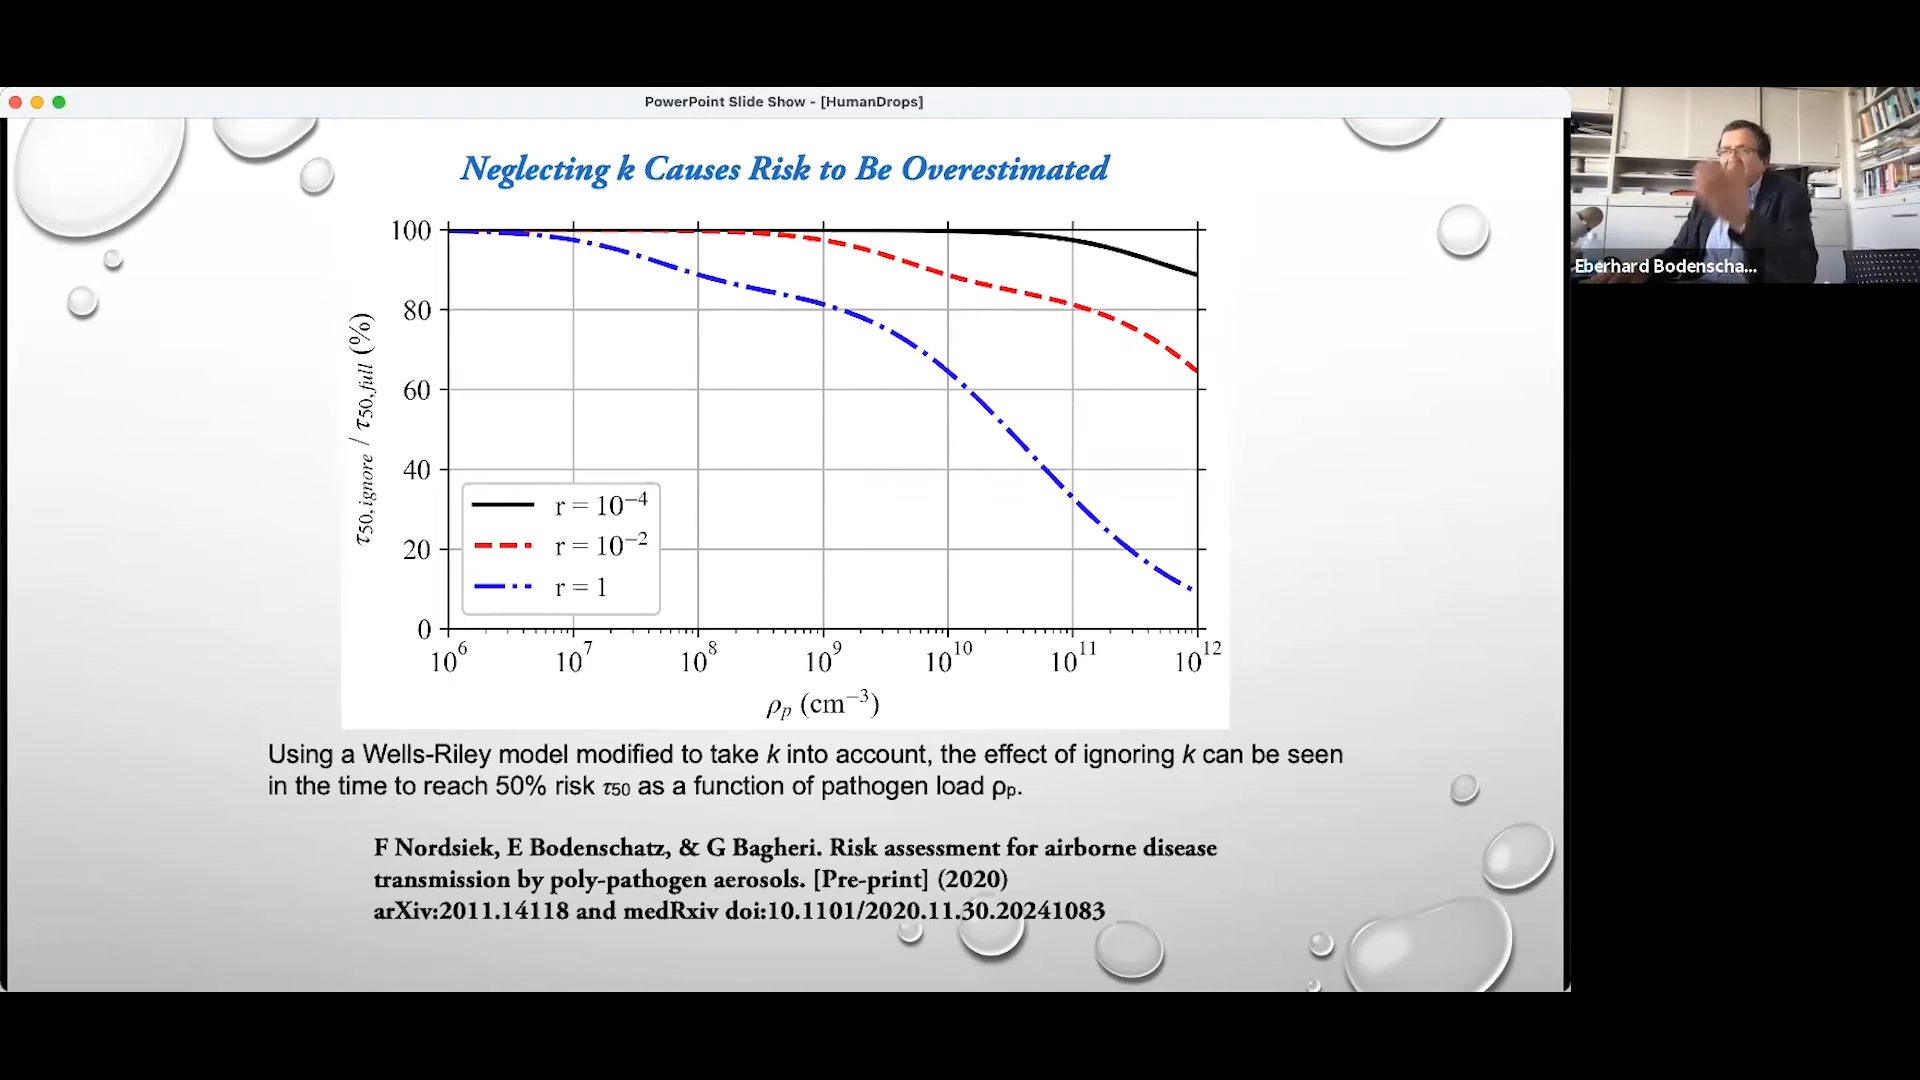 PowerPoint Slide Show - [HumanDrops]
Neglecting k Causes Risk to Be Overestimated
Eberhard Bodenscha...
τ50, ignore / τ50, full (%)
100
80
60
40
20
0
r = 10⁻⁴
r = 10⁻²
r = 1
10⁶ 10⁷ 10⁸ 10⁹ 10¹⁰ 10¹¹ 10¹²
ρp (cm⁻³)
Using a Wells-Riley model modified to take k into account, the effect of ignoring k can be seen
in the time to reach 50% risk τ50 as a function of pathogen load ρp.
F Nordsiek, E Bodenschatz, & G Bagheri. Risk assessment for airborne disease
transmission by poly-pathogen aerosols. [Pre-print] (2020)
arXiv:2011.14118 and medRxiv doi:10.1101/2020.11.30.20241083